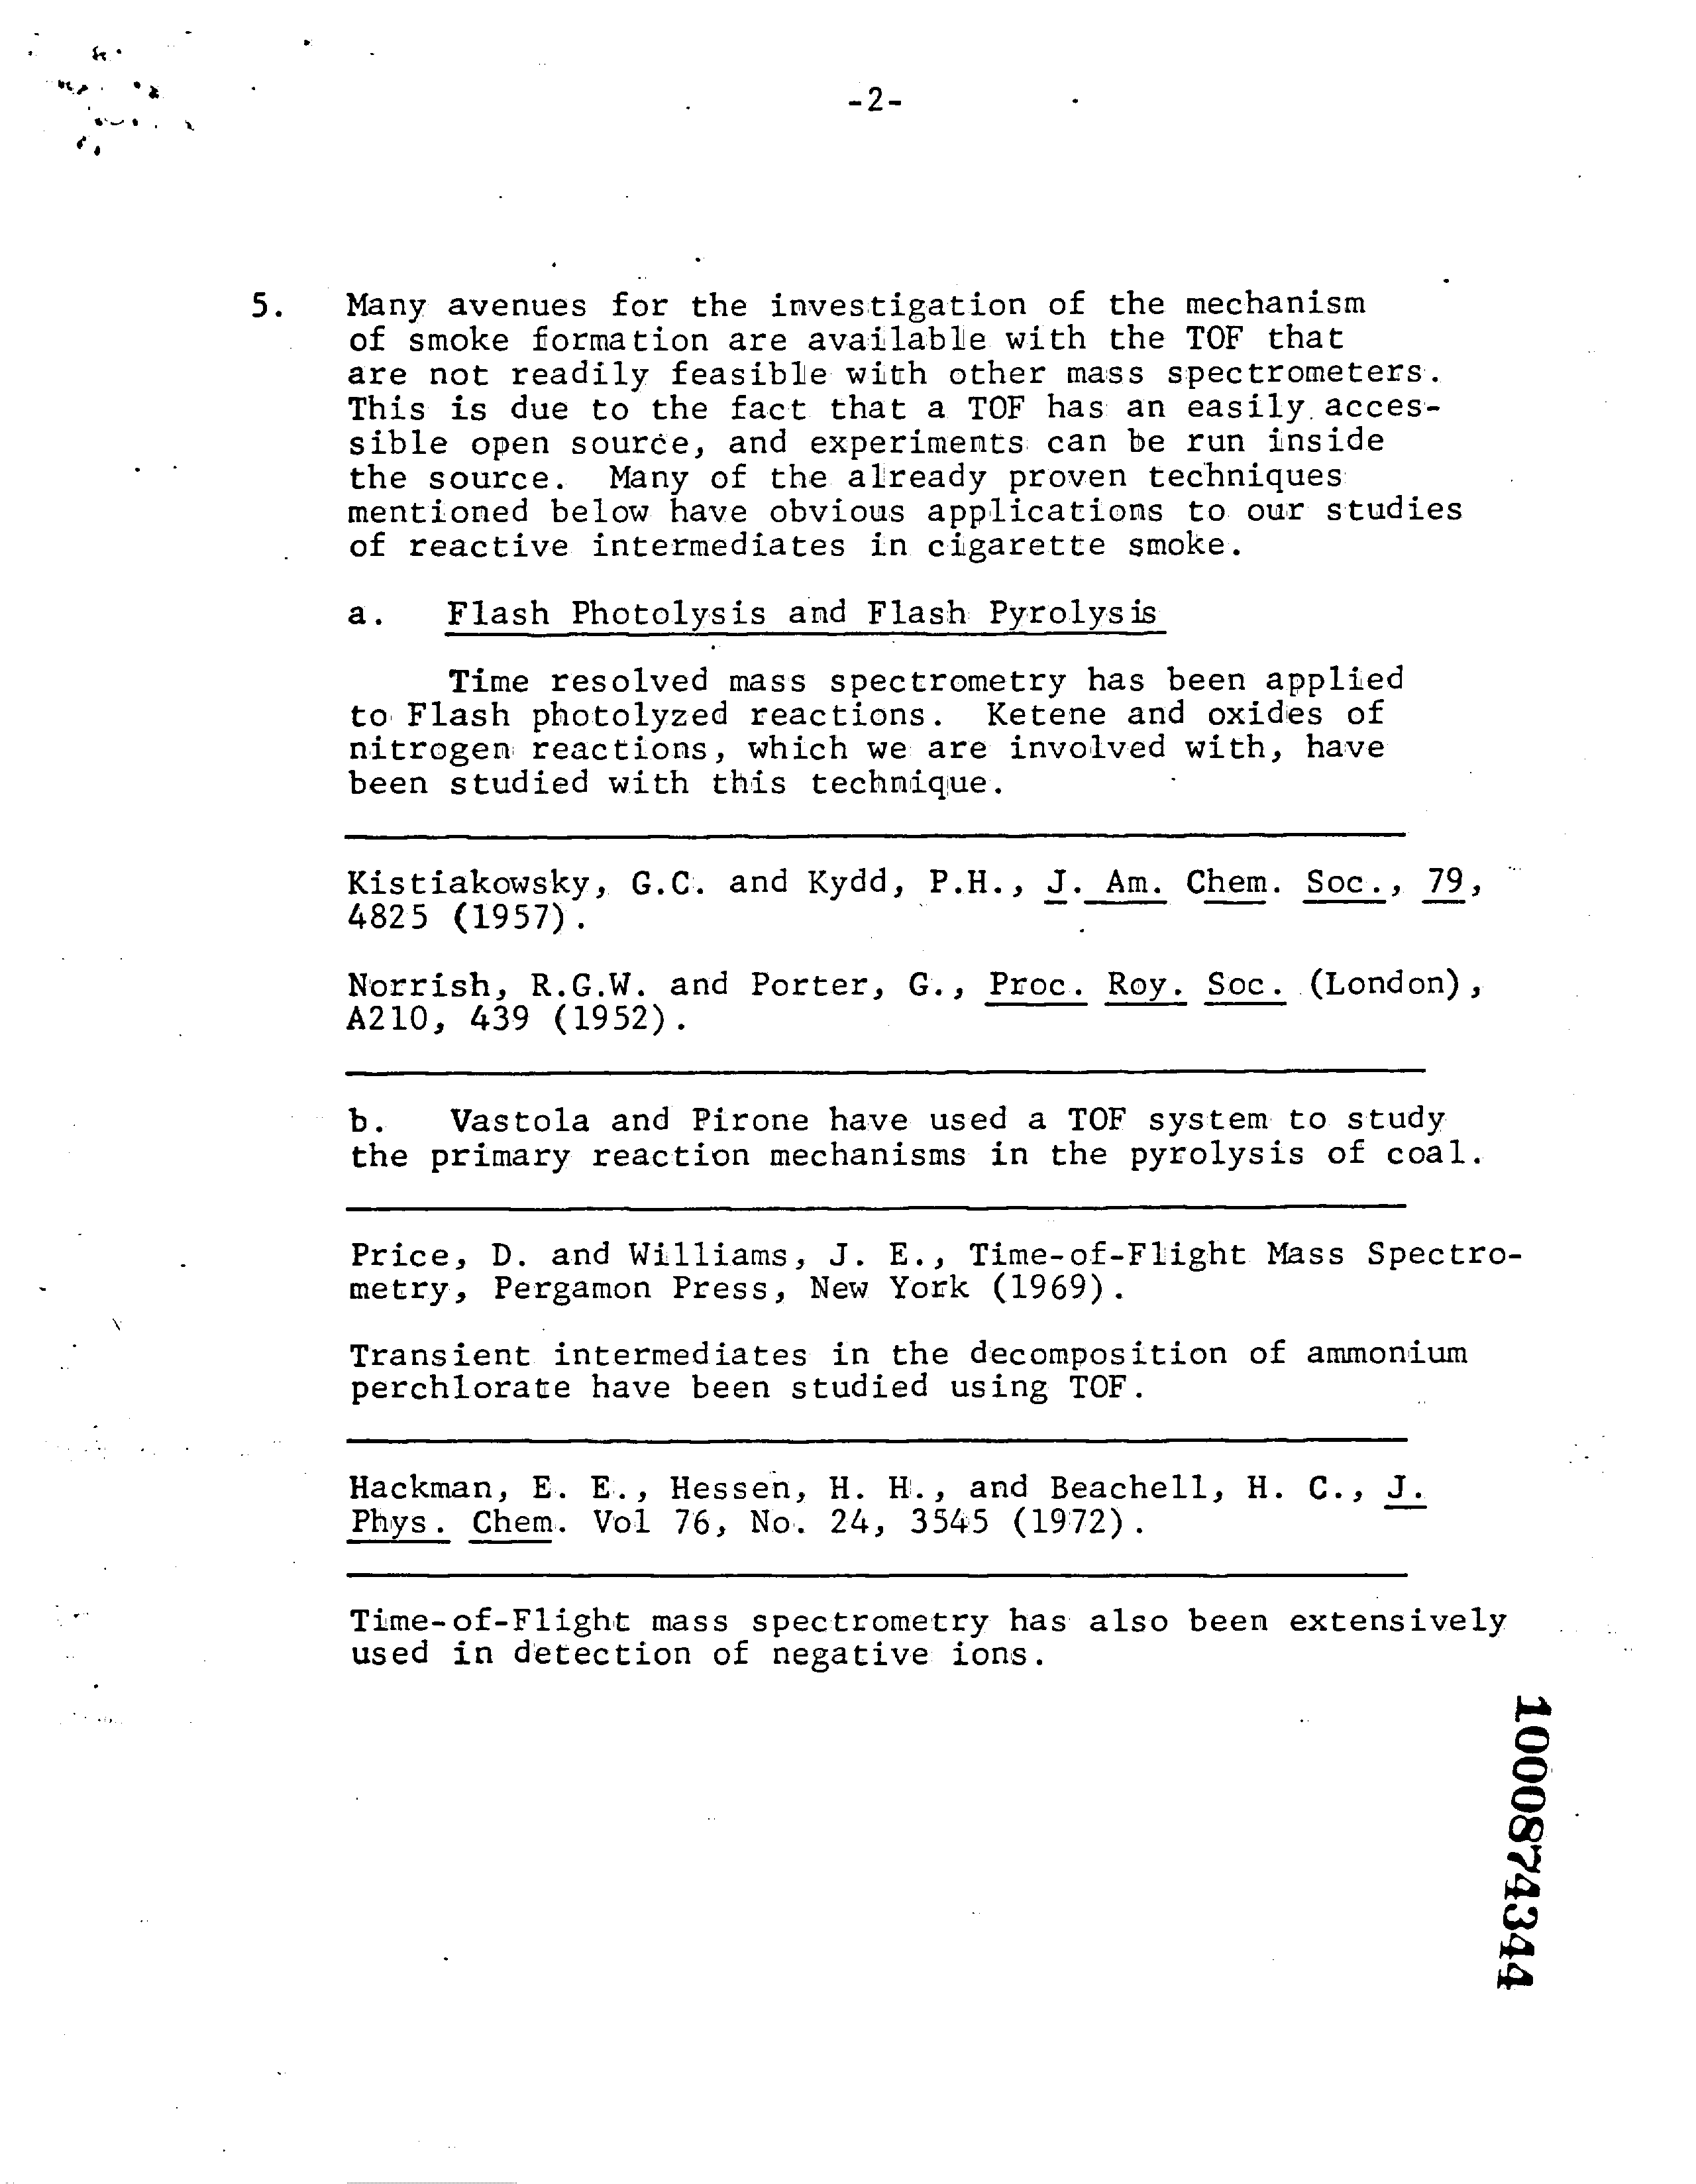 -2-
5. Many avenues for the investigation of the mechanism
of smoke formation are available with the TOF that
are not readily feasible with other mass spectrometers.
This is due to the fact that a TOF has an easily acces-
sible open source, and experiments can be run inside
the source. Many of the already proven techniques
mentioned below have obvious applications to our studies
of reactive intermediates in cigarette smoke.
a. Flash Photolysis and Flash Pyrolysis
Time resolved mass spectrometry has been applied
to Flash photolyzed reactions. Ketene and oxides of
nitrogen reactions, which we are involved with, have
been studied with this technique.
Kistiakowsky, G.C. and Kydd, P.H., J. Am. Chem. Soc., 79,
4825 (1957).
Norrish, R.G.W. and Porter, G., Proc. Roy. Soc. (London),
A210, 439 (1952).
b. Vastola and Pirone have used a TOF system to study
the primary reaction mechanisms in the pyrolysis of coal.
Price, D. and Williams, J. E., Time-of-Flight Mass Spectro-
metry, Pergamon Press, New York (1969).
Transient intermediates in the decomposition of ammonium
perchlorate have been studied using TOF.
Hackman, E. E., Hessen, H. H., and Beachell, H. C., J.
Phys. Chem. Vol 76, No. 24, 3545 (1972).
Time-of-Flight mass spectrometry has also been extensively
used in detection of negative ions.
1000874344